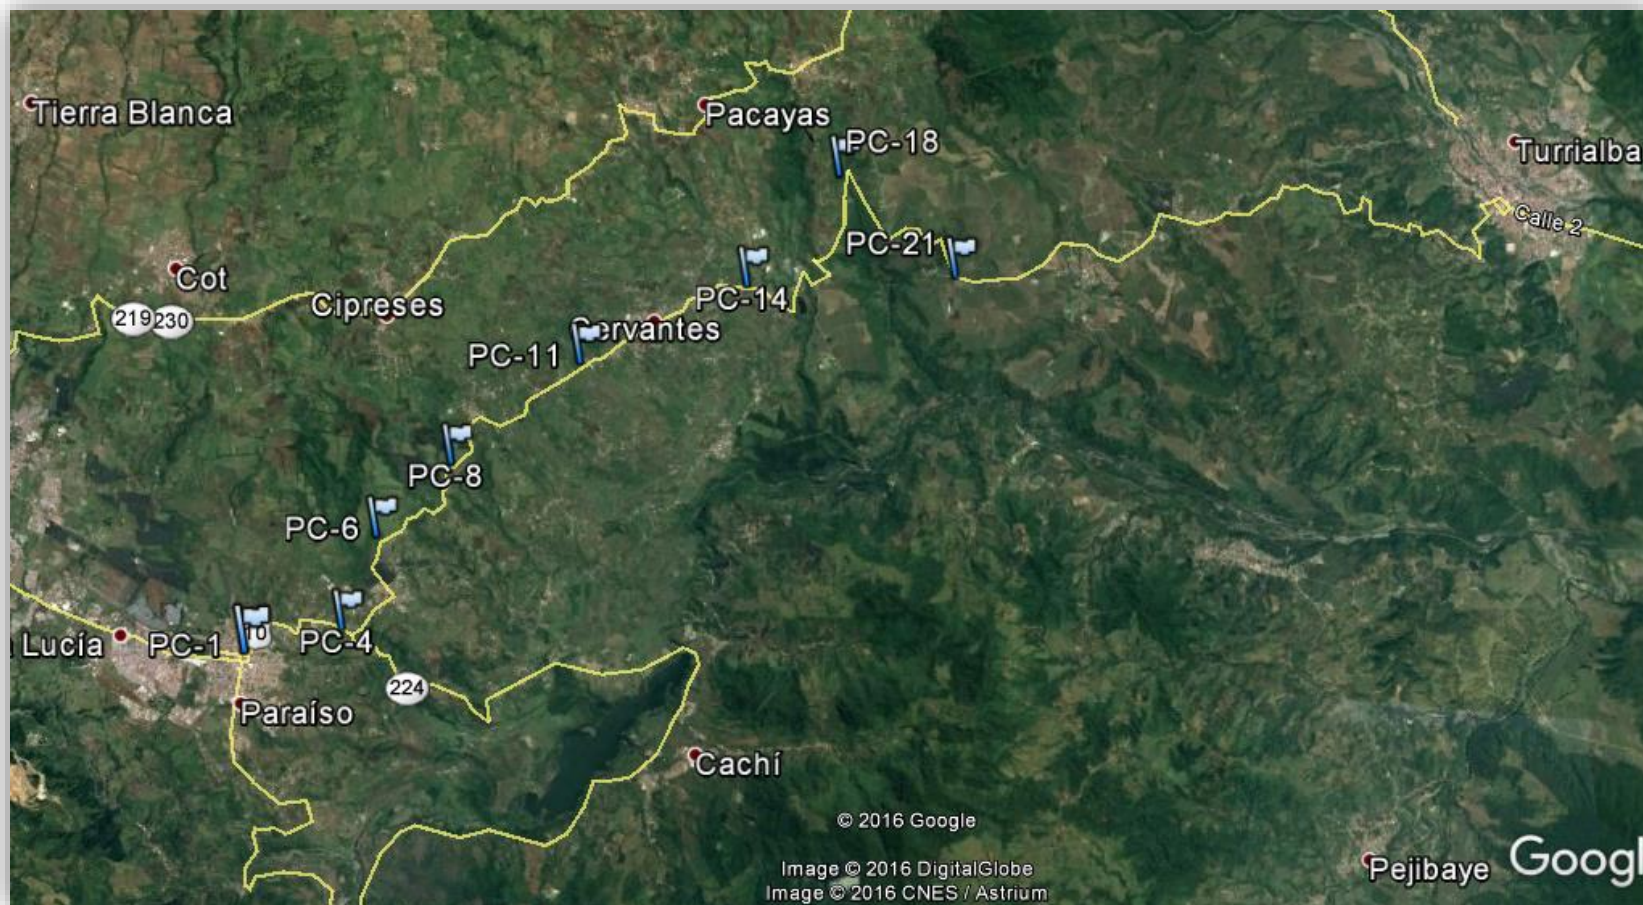 Pacayas
Tierra Blanca
PC-18
Turrialba
Calle 2
PC-21
Cot
PC-14
Cipreses
219
230
Cervantes
PC-11
PC-8
PC-6
PC-1
PC-4
Lucía
224
Paraíso
Cachí
© 2016 Google
Image © 2016 DigitalGlobe
Image © 2016 CNES / Astrium
Pejibaye
Googl